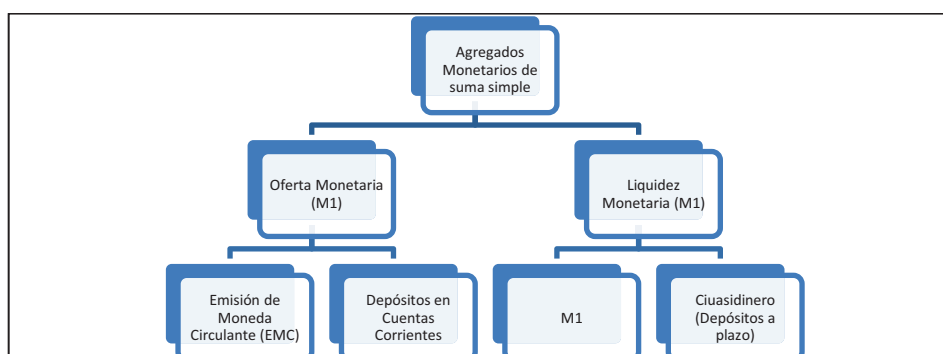 Agregados
Monetarios de
suma simple
Oferta Monetaria
(M1)
Liquidez
Monetaria (M1)
Emisión de
Moneda
Circulante (EMC)
Depósitos en
Cuentas
Corrientes
M1
Ciuasidinero
(Depósitos a
plazo)